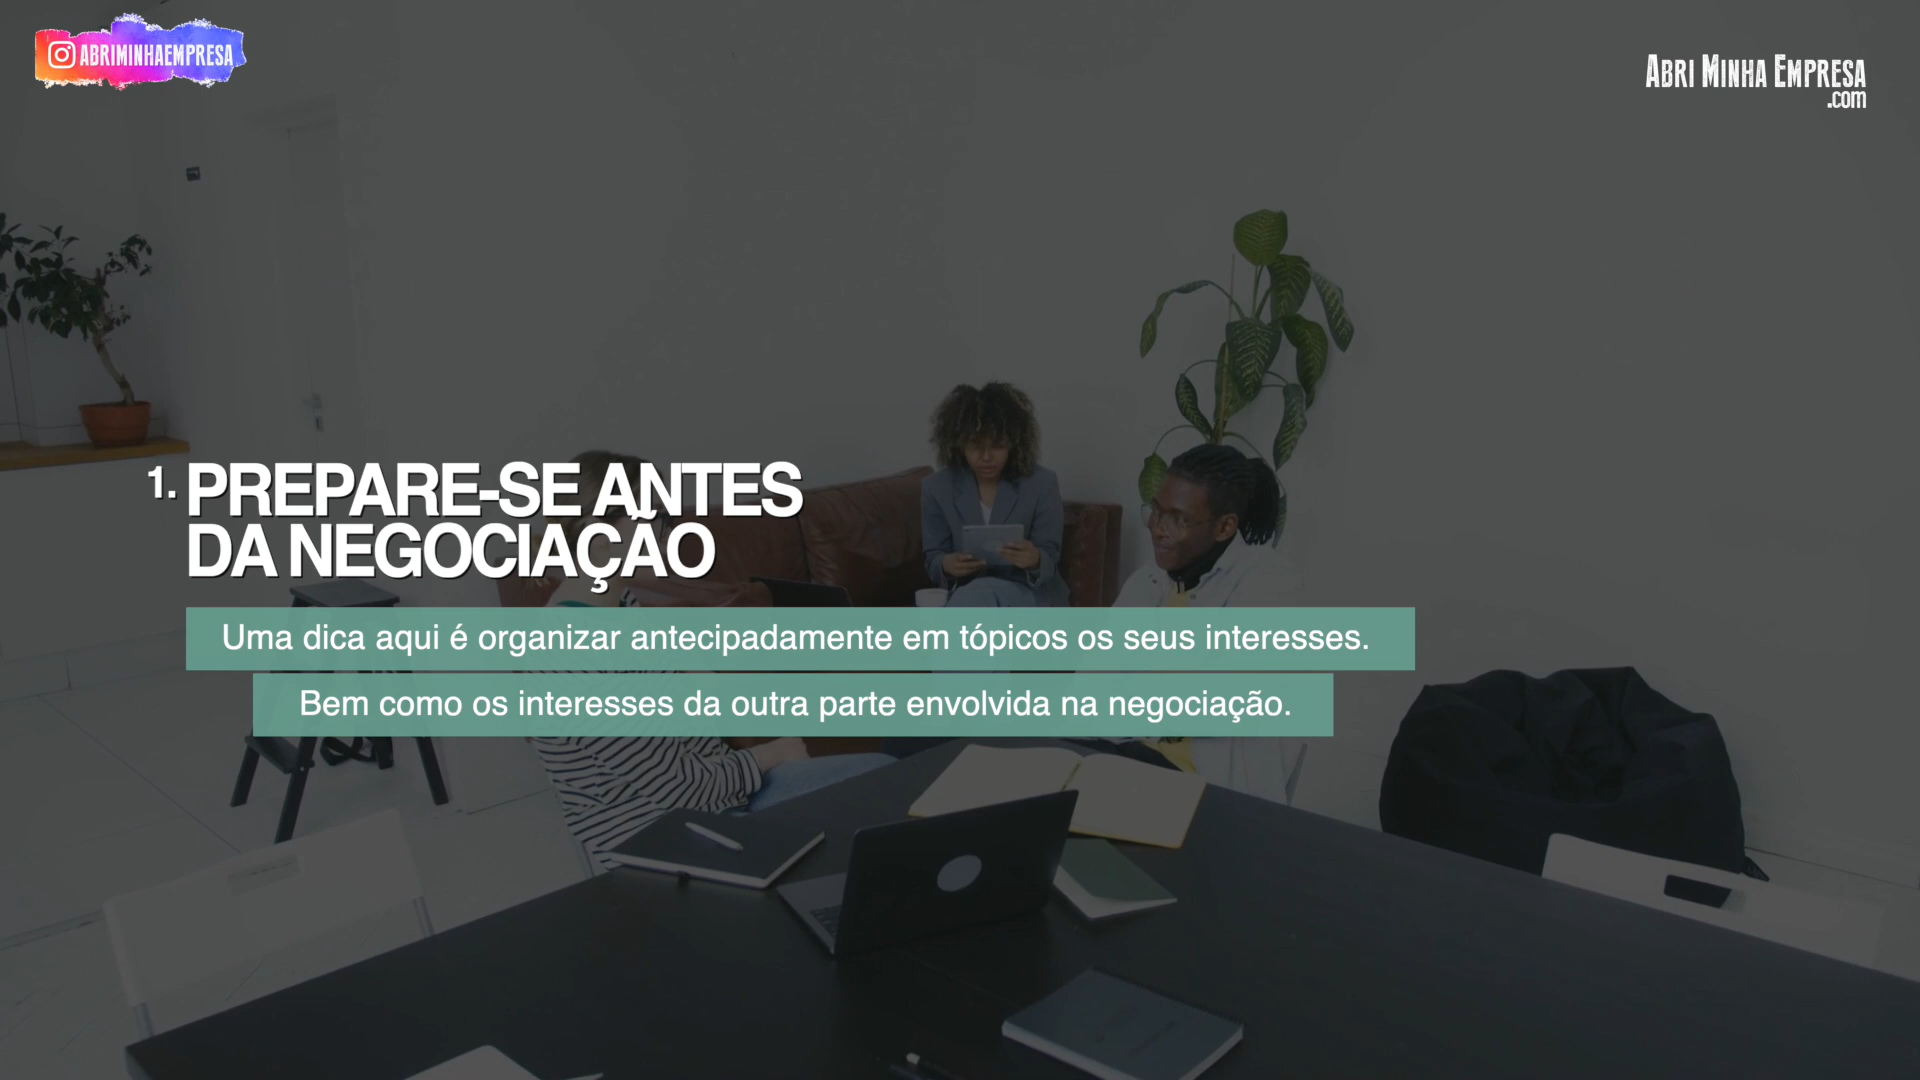 ABRIMINHAEMPRESA
ABRI MINHA EMPRESA
.COM
1. PREPARE-SE ANTES
DA NEGOCIAÇÃO
Uma dica aqui é organizar antecipadamente em tópicos os seus interesses.
Bem como os interesses da outra parte envolvida na negociação.